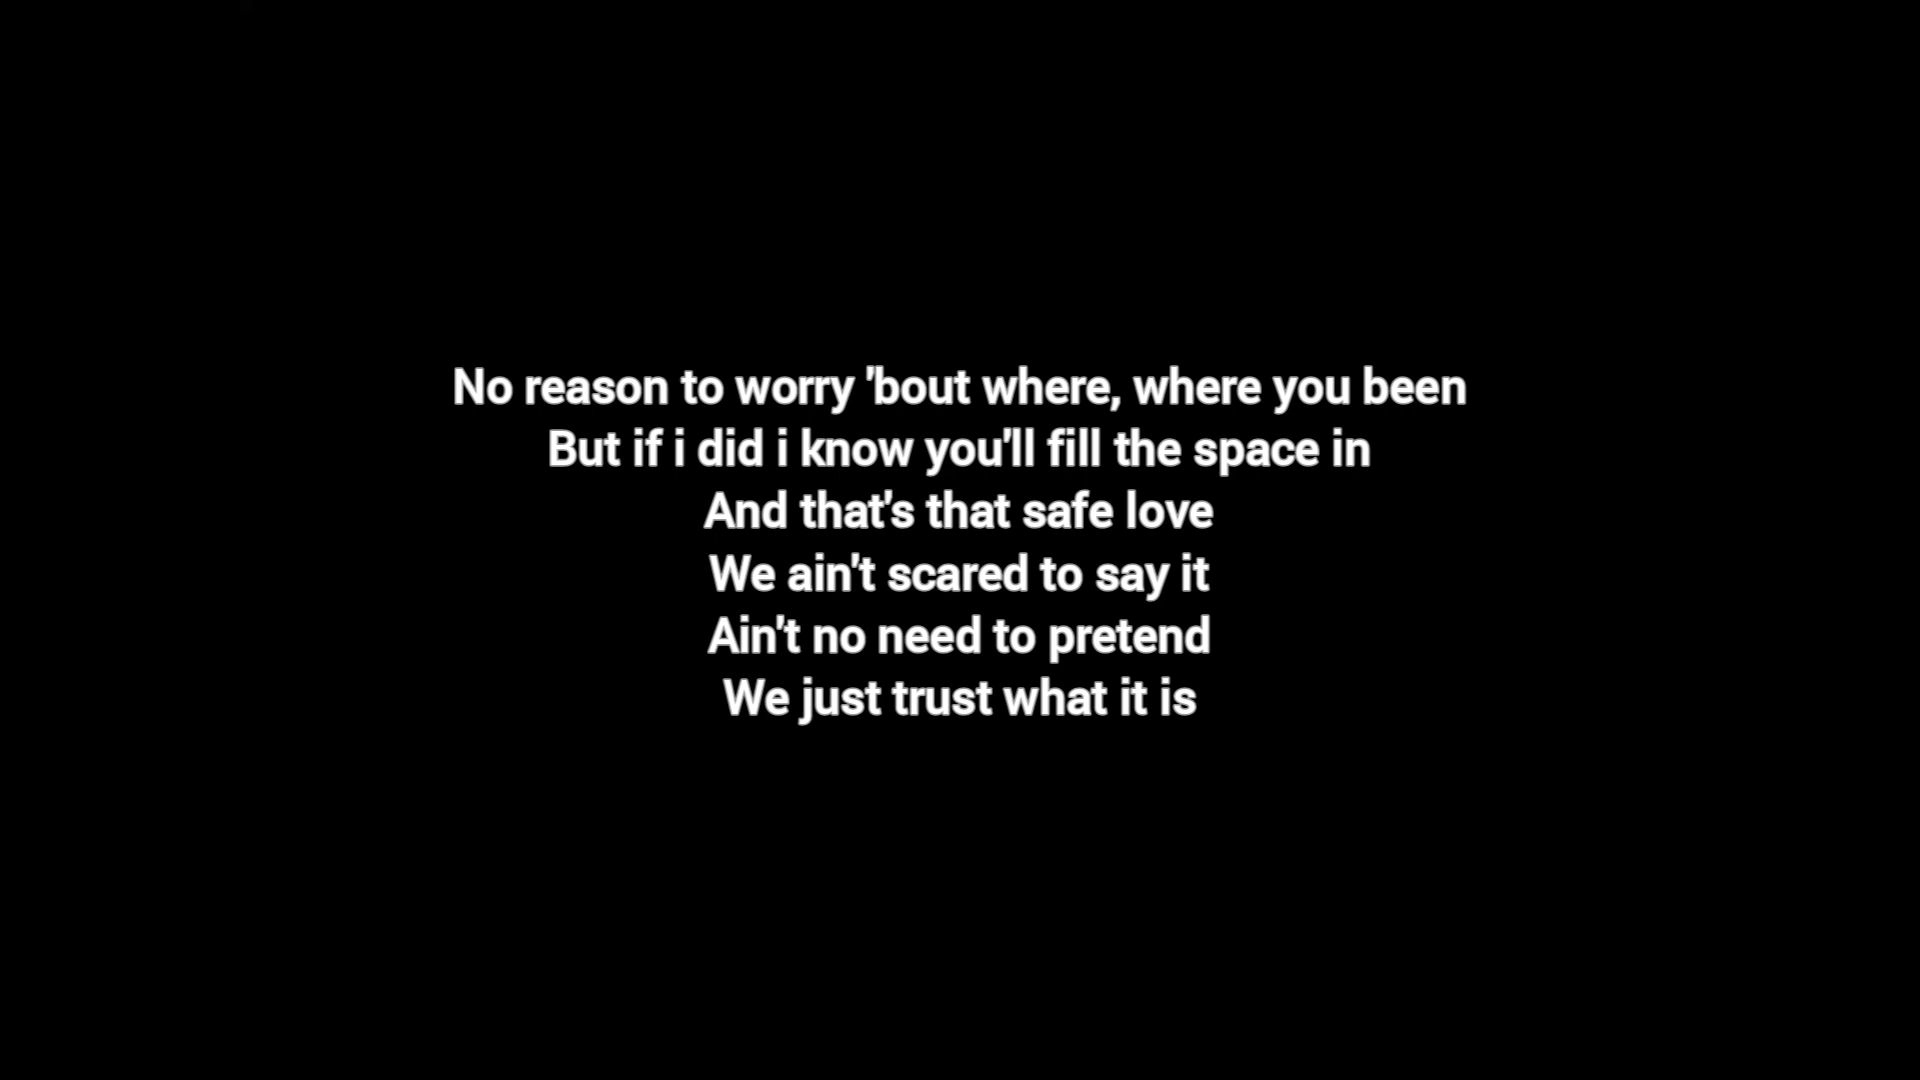 No reason to worry 'bout where, where you been
But if i did i know you'll fill the space in
And that's that safe love
We ain't scared to say it
Ain't no need to pretend
We just trust what it is